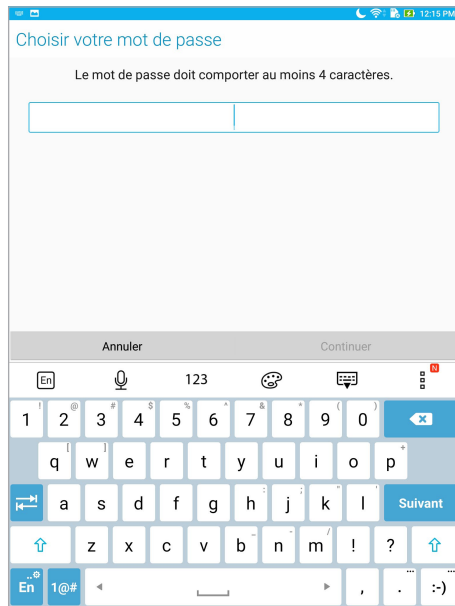 12:15 PM
Choisir votre mot de passe
Le mot de passe doit comporter au moins 4 caractères.
Annuler Continuer
En 123 N
! @ # $ % ^ & * ( )
1 2 3 4 5 6 7 8 9 0
[ ] +
q w e r t y u i o p
: ; " '
a s d f g h j k l Suivant
_ - /
z x c v b n m ! ?
En 1@# , . :-)